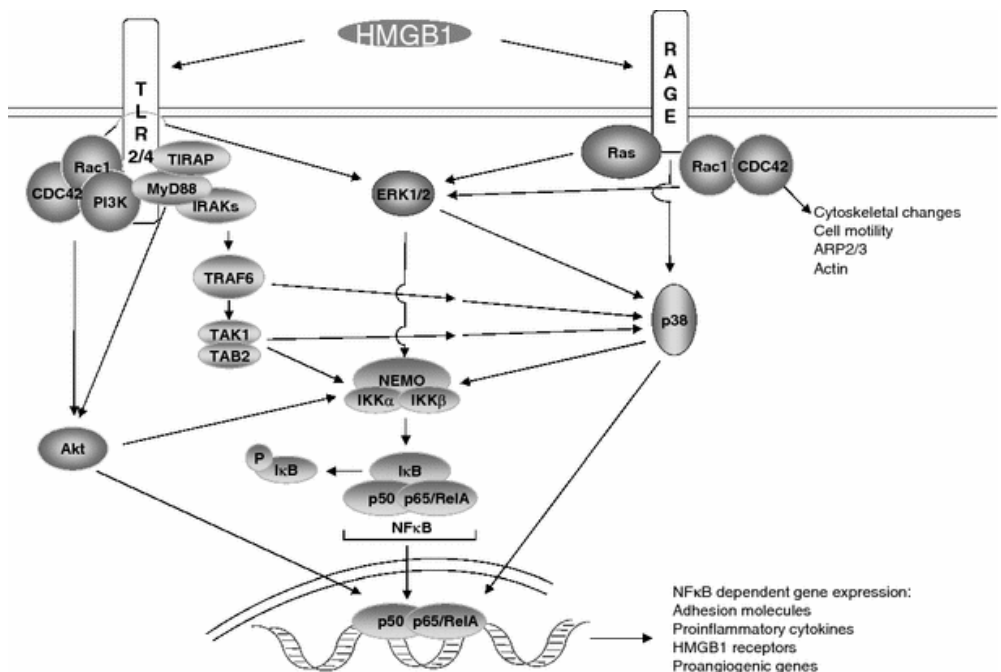 HMGB1
TLR
2/4
RAGE
Rac1
TIRAP
CDC42
PI3K
MyD88
IRAKs
ERK1/2
Ras
Rac1
CDC42
Cytoskeletal changes
Cell motility
ARP2/3
Actin
TRAF6
p38
TAK1
TAB2
NEMO
IKKα
IKKβ
Akt
P
IκB
IκB
p50
p65/RelA
NFκB
p50
p65/RelA
NFκB dependent gene expression:
Adhesion molecules
Proinflammatory cytokines
HMGB1 receptors
Proangiogenic genes